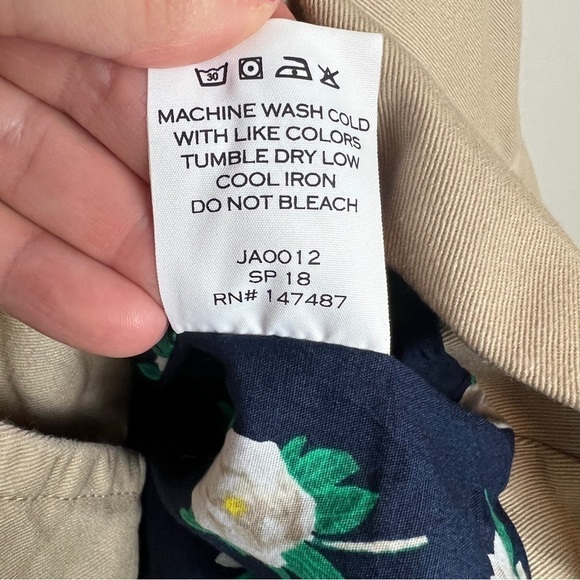 30
MACHINE WASH COLD
WITH LIKE COLORS
TUMBLE DRY LOW
COOL IRON
DO NOT BLEACH
JA0012
SP 18
RN# 147487